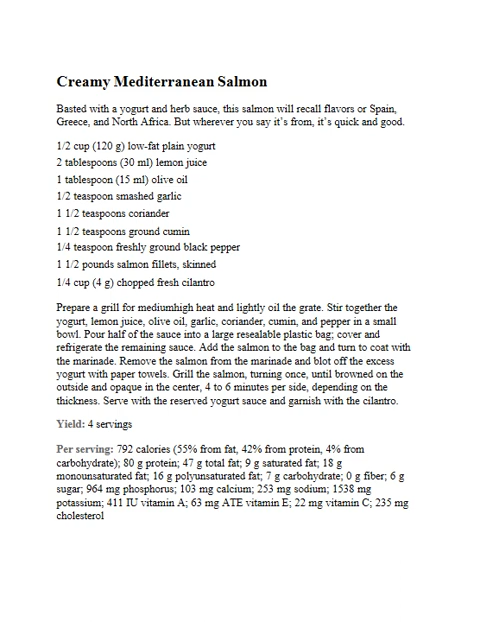 Creamy Mediterranean Salmon
Basted with a yogurt and herb sauce, this salmon will recall flavors or Spain,
Greece, and North Africa. But wherever you say it's from, it's quick and good.
1/2 cup (120 g) low-fat plain yogurt
2 tablespoons (30 ml) lemon juice
1 tablespoon (15 ml) olive oil
1/2 teaspoon smashed garlic
1 1/2 teaspoons coriander
1 1/2 teaspoons ground cumin
1/4 teaspoon freshly ground black pepper
1 1/2 pounds salmon fillets, skinned
1/4 cup (4 g) chopped fresh cilantro
Prepare a grill for mediumhigh heat and lightly oil the grate. Stir together the
yogurt, lemon juice, olive oil, garlic, coriander, cumin, and pepper in a small
bowl. Pour half of the sauce into a large resealable plastic bag; cover and
refrigerate the remaining sauce. Add the salmon to the bag and turn to coat with
the marinade. Remove the salmon from the marinade and blot off the excess
yogurt with paper towels. Grill the salmon, turning once, until browned on the
outside and opaque in the center, 4 to 6 minutes per side, depending on the
thickness. Serve with the reserved yogurt sauce and garnish with the cilantro.
Yield: 4 servings
Per serving: 792 calories (55% from fat, 42% from protein, 4% from
carbohydrate); 80 g protein; 47 g total fat; 9 g saturated fat; 18 g
monounsaturated fat; 16 g polyunsaturated fat; 7 g carbohydrate; 0 g fiber; 6 g
sugar; 964 mg phosphorus; 103 mg calcium; 253 mg sodium; 1538 mg
potassium; 411 IU vitamin A; 63 mg ATE vitamin E; 22 mg vitamin C; 235 mg
cholesterol